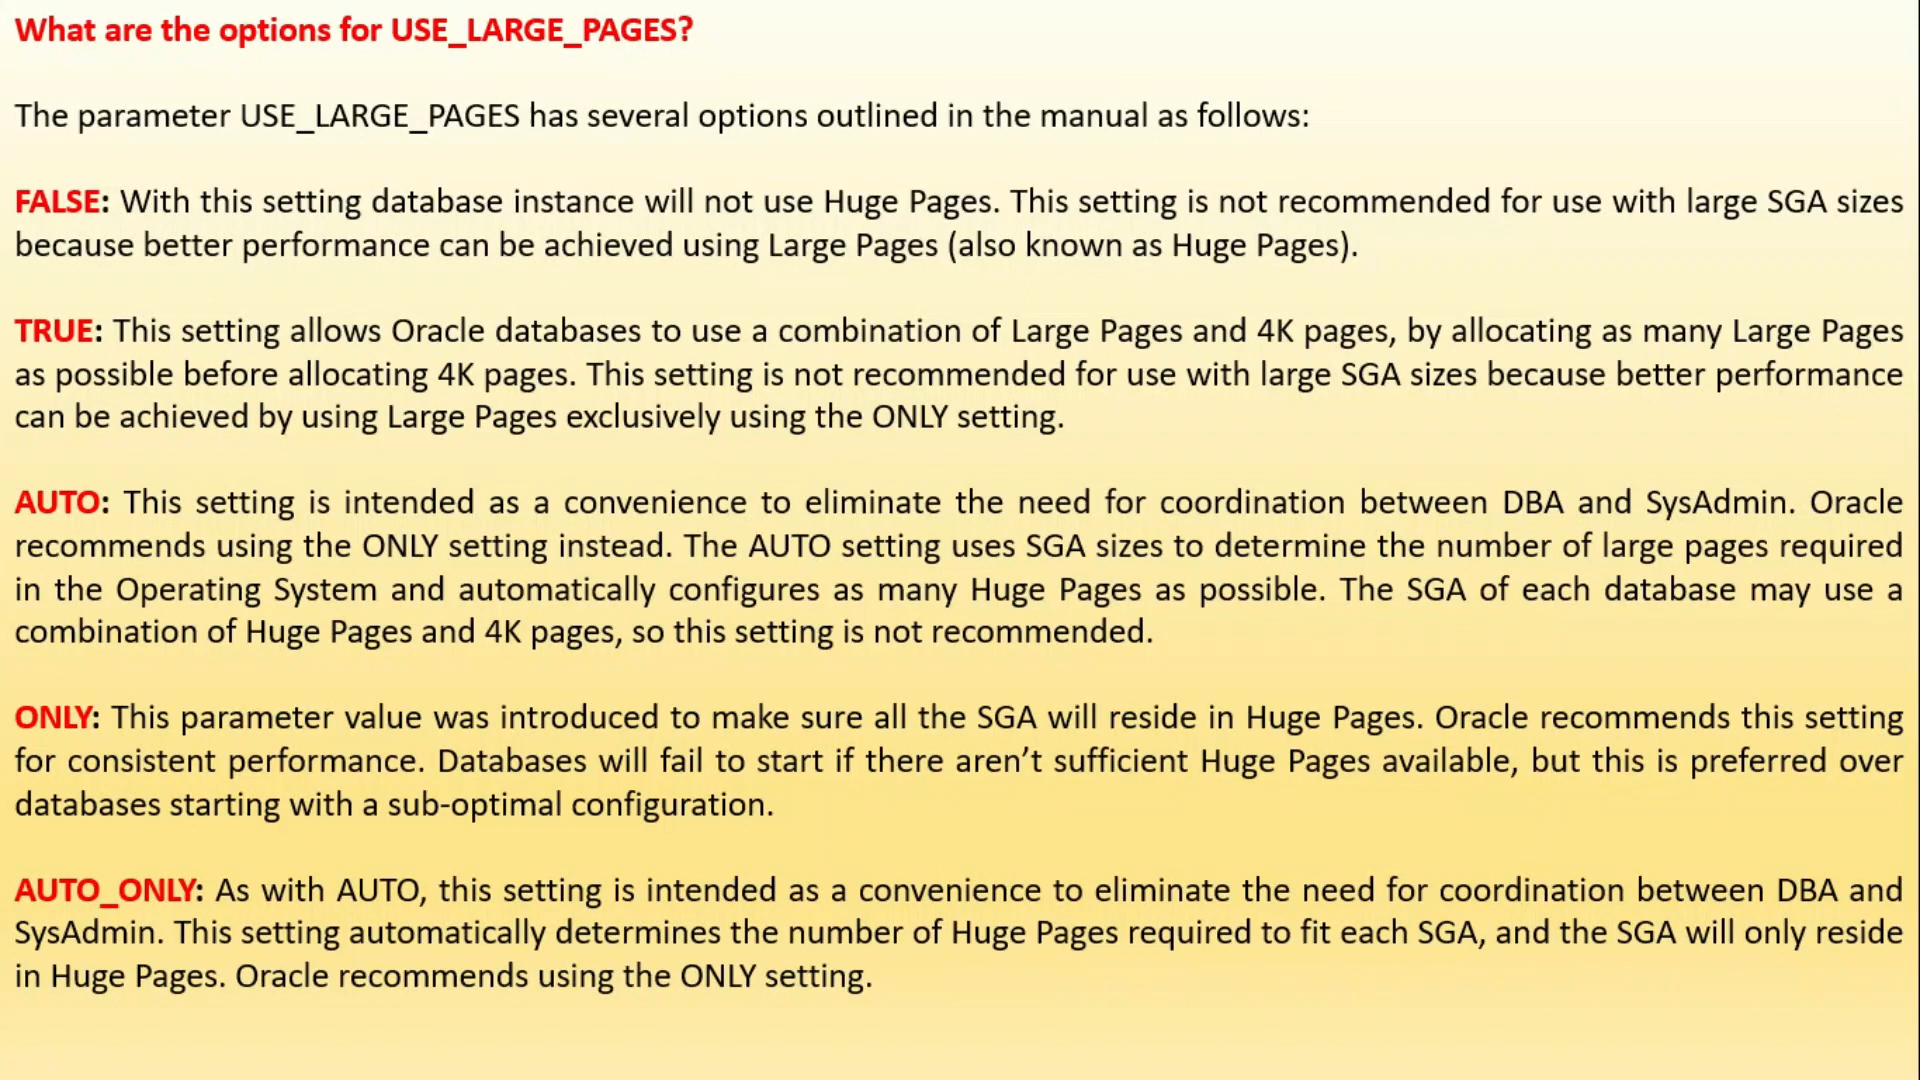 What are the options for USE_LARGE_PAGES?
The parameter USE_LARGE_PAGES has several options outlined in the manual as follows:
FALSE: With this setting database instance will not use Huge Pages. This setting is not recommended for use with large SGA sizes
because better performance can be achieved using Large Pages (also known as Huge Pages).
TRUE: This setting allows Oracle databases to use a combination of Large Pages and 4K pages, by allocating as many Large Pages
as possible before allocating 4K pages. This setting is not recommended for use with large SGA sizes because better performance
can be achieved by using Large Pages exclusively using the ONLY setting.
AUTO: This setting is intended as a convenience to eliminate the need for coordination between DBA and SysAdmin. Oracle
recommends using the ONLY setting instead. The AUTO setting uses SGA sizes to determine the number of large pages required
in the Operating System and automatically configures as many Huge Pages as possible. The SGA of each database may use a
combination of Huge Pages and 4K pages, so this setting is not recommended.
ONLY: This parameter value was introduced to make sure all the SGA will reside in Huge Pages. Oracle recommends this setting
for consistent performance. Databases will fail to start if there aren’t sufficient Huge Pages available, but this is preferred over
databases starting with a sub-optimal configuration.
AUTO_ONLY: As with AUTO, this setting is intended as a convenience to eliminate the need for coordination between DBA and
SysAdmin. This setting automatically determines the number of Huge Pages required to fit each SGA, and the SGA will only reside
in Huge Pages. Oracle recommends using the ONLY setting.